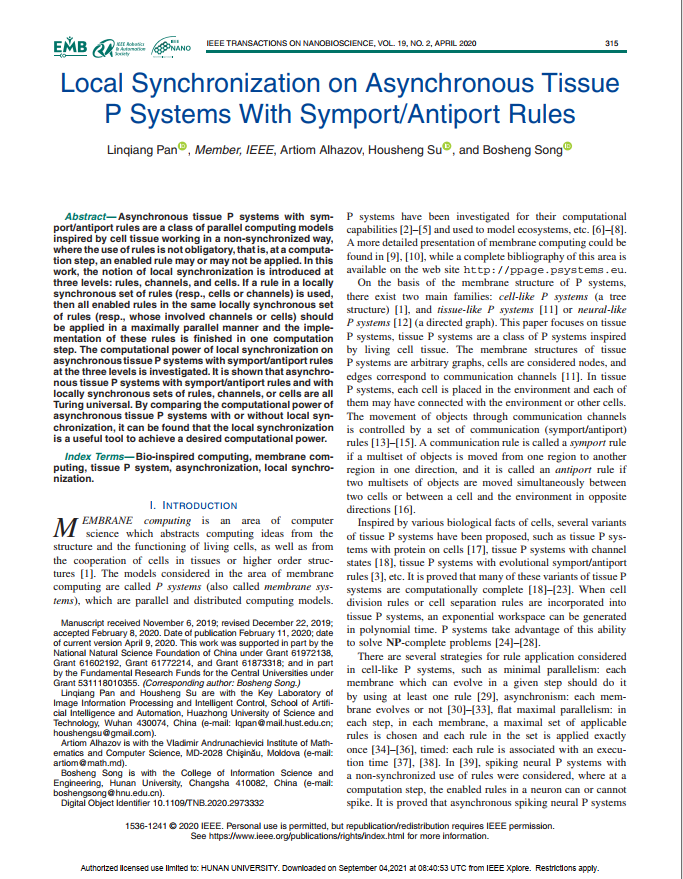 EMB
IEEE Robotics
& Automation
Society
IEEE
NANO
IEEE TRANSACTIONS ON NANOBIOSCIENCE, VOL. 19, NO. 2, APRIL 2020
315
Local Synchronization on Asynchronous Tissue
P Systems With Symport/Antiport Rules
Linqiang Pan, Member, IEEE, Artiom Alhazov, Housheng Su, and Bosheng Song
Abstract—Asynchronous tissue P systems with sym-
port/antiport rules are a class of parallel computing models
inspired by cell tissue working in a non-synchronized way,
where the use of rules is not obligatory, that is, at a computa-
tion step, an enabled rule may or may not be applied. In this
work, the notion of local synchronization is introduced at
three levels: rules, channels, and cells. If a rule in a locally
synchronous set of rules (resp., cells or channels) is used,
then all enabled rules in the same locally synchronous set
of rules (resp., whose involved channels or cells) should
be applied in a maximally parallel manner and the imple-
mentation of these rules is finished in one computation
step. The computational power of local synchronization on
asynchronous tissue P systems with symport/antiport rules
at the three levels is investigated. It is shown that asynchro-
nous tissue P systems with symport/antiport rules and with
locally synchronous sets of rules, channels, or cells are all
Turing universal. By comparing the computational power of
asynchronous tissue P systems with or without local syn-
chronization, it can be found that the local synchronization
is a useful tool to achieve a desired computational power.
Index Terms—Bio-inspired computing, membrane com-
puting, tissue P system, asynchronization, local synchro-
nization.
I. INTRODUCTION
MEMBRANE computing is an area of computer
science which abstracts computing ideas from the
structure and the functioning of living cells, as well as from
the cooperation of cells in tissues or higher order struc-
tures [1]. The models considered in the area of membrane
computing are called P systems (also called membrane sys-
tems), which are parallel and distributed computing models.
Manuscript received November 6, 2019; revised December 22, 2019;
accepted February 8, 2020. Date of publication February 11, 2020; date
of current version April 9, 2020. This work was supported in part by the
National Natural Science Foundation of China under Grant 61972138,
Grant 61602192, Grant 61772214, and Grant 61873318; and in part
by the Fundamental Research Funds for the Central Universities under
Grant 531118010355. (Corresponding author: Bosheng Song.)
Linqiang Pan and Housheng Su are with the Key Laboratory of
Image Information Processing and Intelligent Control, School of Artifi-
cial Intelligence and Automation, Huazhong University of Science and
Technology, Wuhan 430074, China (e-mail: lqpan@mail.hust.edu.cn;
houshengsu@gmail.com).
Artiom Alhazov is with the Vladimir Andrunachievici Institute of Math-
ematics and Computer Science, MD-2028 Chişinău, Moldova (e-mail:
artiom@math.md).
Bosheng Song is with the College of Information Science and
Engineering, Hunan University, Changsha 410082, China (e-mail:
boshengsong@hnu.edu.cn).
Digital Object Identifier 10.1109/TNB.2020.2973332
P systems have been investigated for their computational
capabilities [2]–[5] and used to model ecosystems, etc. [6]–[8].
A more detailed presentation of membrane computing could be
found in [9], [10], while a complete bibliography of this area is
available on the web site http://ppage.psystems.eu.
On the basis of the membrane structure of P systems,
there exist two main families: cell-like P systems (a tree
structure) [1], and tissue-like P systems [11] or neural-like
P systems [12] (a directed graph). This paper focuses on tissue
P systems, tissue P systems are a class of P systems inspired
by living cell tissue. The membrane structures of tissue
P systems are arbitrary graphs, cells are considered nodes, and
edges correspond to communication channels [11]. In tissue
P systems, each cell is placed in the environment and each of
them may have connected with the environment or other cells.
The movement of objects through communication channels
is controlled by a set of communication (symport/antiport)
rules [13]–[15]. A communication rule is called a symport rule
if a multiset of objects is moved from one region to another
region in one direction, and it is called an antiport rule if
two multisets of objects are moved simultaneously between
two cells or between a cell and the environment in opposite
directions [16].
Inspired by various biological facts of cells, several variants
of tissue P systems have been proposed, such as tissue P sys-
tems with protein on cells [17], tissue P systems with channel
states [18], tissue P systems with evolutional symport/antiport
rules [3], etc. It is proved that many of these variants of tissue P
systems are computationally complete [18]–[23]. When cell
division rules or cell separation rules are incorporated into
tissue P systems, an exponential workspace can be generated
in polynomial time. P systems take advantage of this ability
to solve NP-complete problems [24]–[28].
There are several strategies for rule application considered
in cell-like P systems, such as minimal parallelism: each
membrane which can evolve in a given step should do it
by using at least one rule [29], asynchronism: each mem-
brane evolves or not [30]–[33], flat maximal parallelism: in
each step, in each membrane, a maximal set of applicable
rules is chosen and each rule in the set is applied exactly
once [34]–[36], timed: each rule is associated with an execu-
tion time [37], [38]. In [39], spiking neural P systems with
a non-synchronized use of rules were considered, where at a
computation step, the enabled rules in a neuron can or cannot
spike. It is proved that asynchronous spiking neural P systems
1536-1241 © 2020 IEEE. Personal use is permitted, but republication/redistribution requires IEEE permission.
See https://www.ieee.org/publications/rights/index.html for more information.
Authorized licensed use limited to: HUNAN UNIVERSITY. Downloaded on September 04,2021 at 08:40:53 UTC from IEEE Xplore. Restrictions apply.